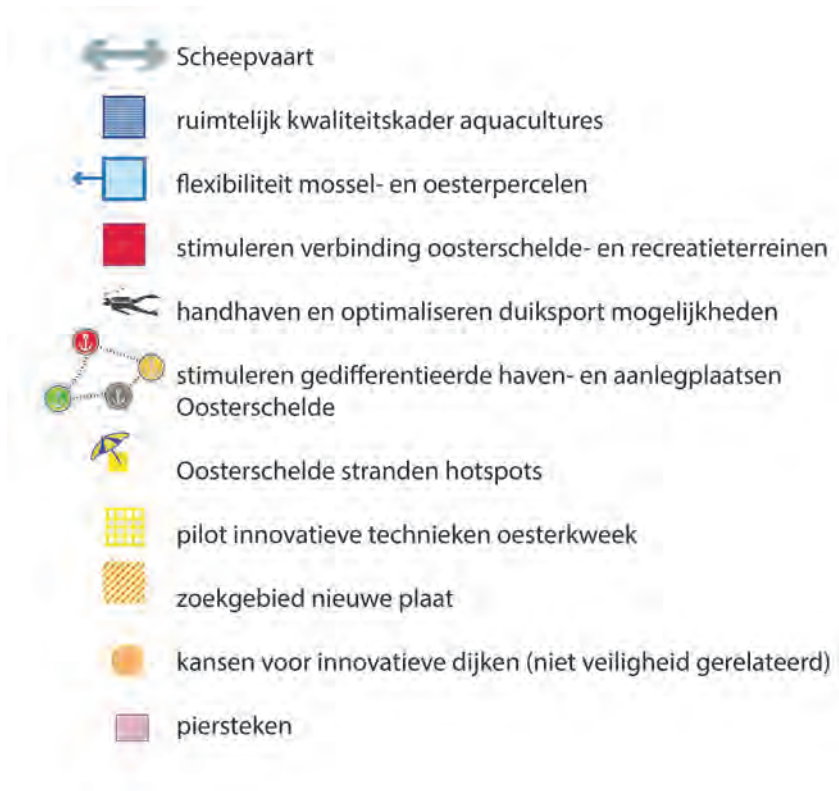 Scheepvaart
ruimtelijk kwaliteitskader aquacultures
flexibiliteit mossel- en oesterpercelen
stimuleren verbinding oosterschelde- en recreatieterreinen
handhaven en optimaliseren duiksport mogelijkheden
stimuleren gedifferentieerde haven- en aanlegplaatsen
Oosterschelde
Oosterschelde stranden hotspots
pilot innovatieve technieken oesterkweek
zoekgebied nieuwe plaat
kansen voor innovatieve dijken (niet veiligheid gerelateerd)
piersteken